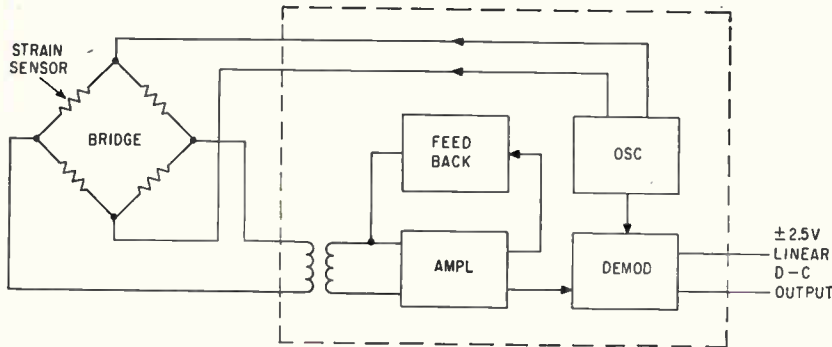 STRAIN
SENSOR
BRIDGE
FEED
BACK
OSC
AMPL
DEMOD
±2.5V
LINEAR
D-C
OUTPUT